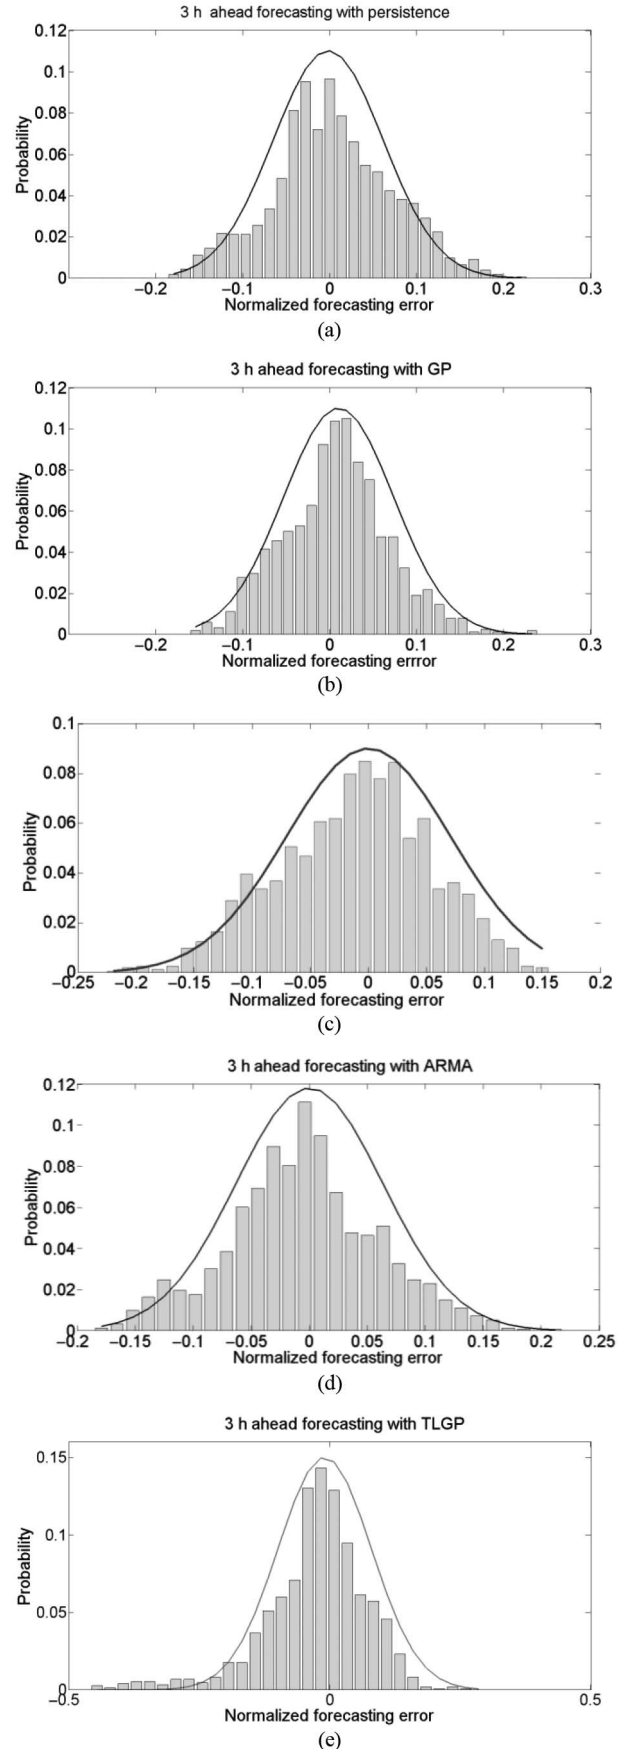 3 h ahead forecasting with persistence
0.12
0.1
0.08
0.06
0.04
0.02
0
Probability
–0.2 –0.1 0 0.1 0.2 0.3
Normalized forecasting error
(a)
3 h ahead forecasting with GP
0.12
0.1
0.08
0.06
0.04
0.02
0
Probability
–0.2 –0.1 0 0.1 0.2 0.3
Normalized forecasting errror
(b)
0.1
0.08
0.06
0.04
0.02
0
Probability
–0.25 –0.2 –0.15 –0.1 –0.05 0 0.05 0.1 0.15 0.2
Normalized forecasting error
(c)
3 h ahead forecasting with ARMA
0.12
0.1
0.08
0.06
0.04
0.02
0
Probability
–0.2 –0.15 –0.1 –0.05 0 0.05 0.1 0.15 0.2 0.25
Normalized forecasting error
(d)
3 h ahead forecasting with TLGP
0.15
0.1
0.05
0
Probability
–0.5 0 0.5
Normalized forecasting error
(e)